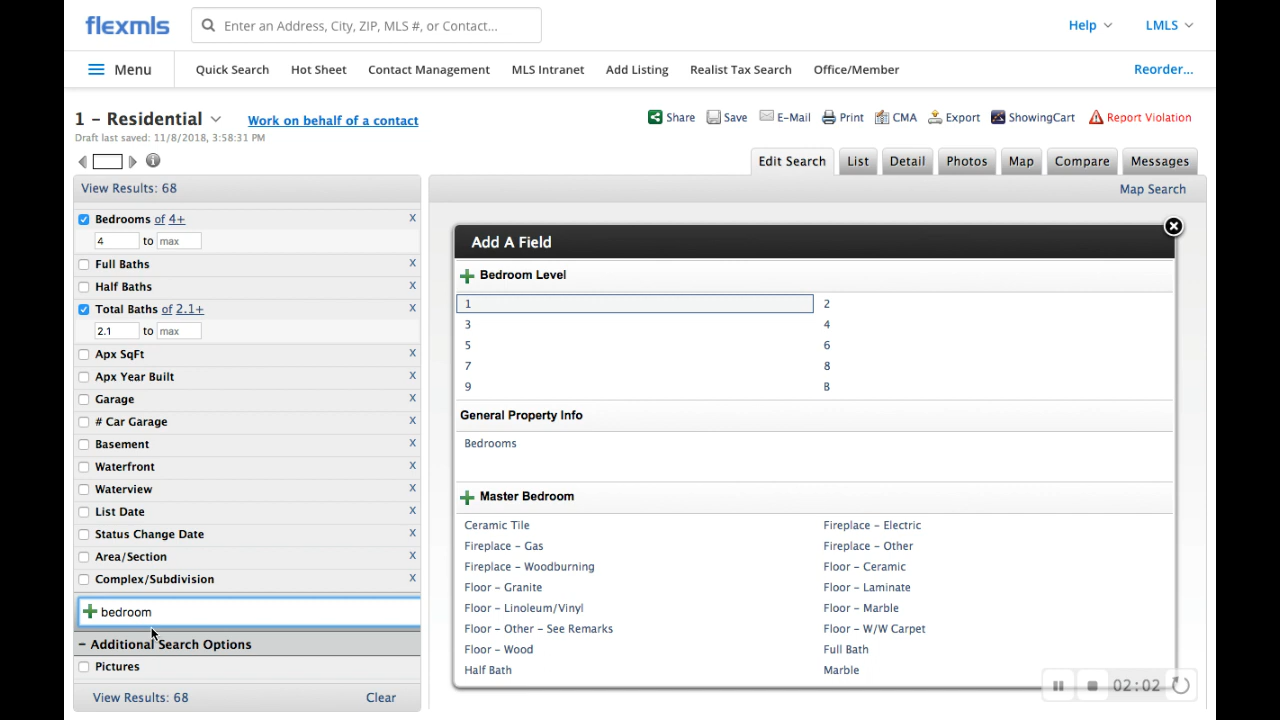 flexmls
Enter an Address, City, ZIP, MLS #, or Contact...
Help
LMLS
Menu
Quick Search
Hot Sheet
Contact Management
MLS Intranet
Add Listing
Realist Tax Search
Office/Member
Reorder...
1 – Residential
Work on behalf of a contact
Draft last saved: 11/8/2018, 3:58:31 PM
Share
Save
E-Mail
Print
CMA
Export
ShowingCart
Report Violation
Edit Search
List
Detail
Photos
Map
Compare
Messages
View Results: 68
Map Search
Bedrooms of 4+ X
4 to max
Full Baths X
Half Baths X
Total Baths of 2.1+ X
2.1 to max
Apx SqFt X
Apx Year Built X
Garage X
# Car Garage X
Basement X
Waterfront X
Waterview X
List Date X
Status Change Date X
Area/Section X
Complex/Subdivision X
bedroom
– Additional Search Options
Pictures
View Results: 68
Clear
Add A Field
Bedroom Level
1 2
3 4
5 6
7 8
9 B
General Property Info
Bedrooms
Master Bedroom
Ceramic Tile Fireplace – Electric
Fireplace – Gas Fireplace – Other
Fireplace – Woodburning Floor – Ceramic
Floor – Granite Floor – Laminate
Floor – Linoleum/Vinyl Floor – Marble
Floor – Other – See Remarks Floor – W/W Carpet
Floor – Wood Full Bath
Half Bath Marble
02:02